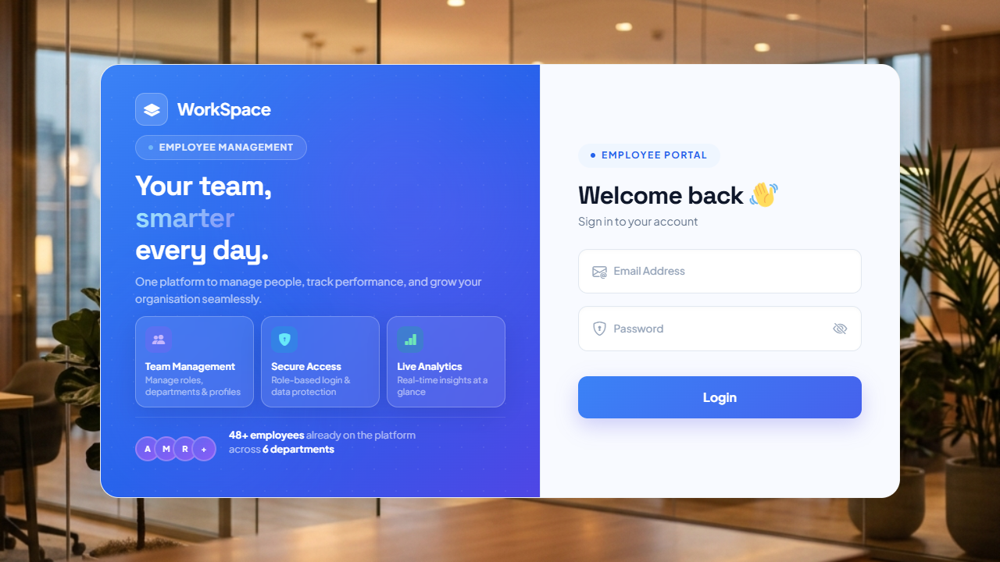 WorkSpace
EMPLOYEE MANAGEMENT
Your team,
smarter
every day.
One platform to manage people, track performance, and grow your
organisation seamlessly.
Team Management
Manage roles,
departments & profiles
Secure Access
Role-based login &
data protection
Live Analytics
Real-time insights at a
glance
A M R +
48+ employees already on the platform
across 6 departments
EMPLOYEE PORTAL
Welcome back 👋
Sign in to your account
Email Address
Password
Login